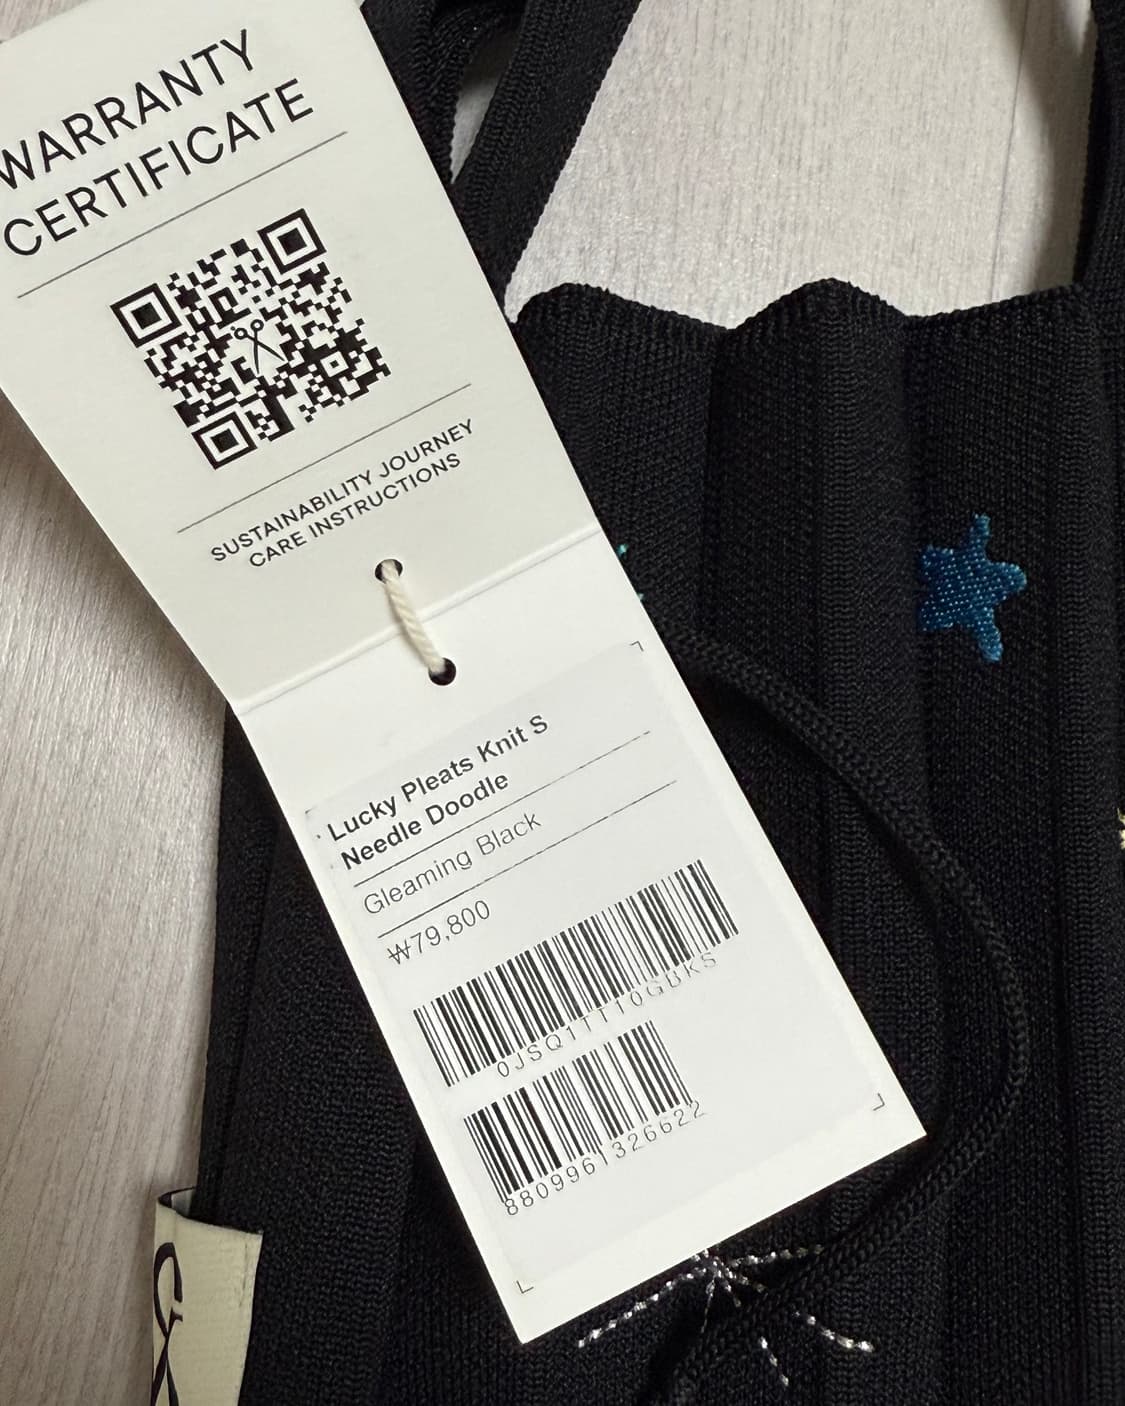 WARRANTY
CERTIFICATE
SUSTAINABILITY JOURNEY
CARE INSTRUCTIONS
Lucky Pleats Knit S
Needle Doodle
Gleaming Black
₩79,800
0JSQ1TT10GBKS
8809961326622